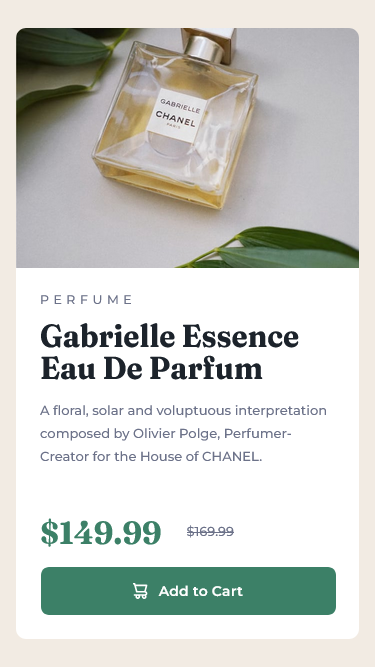 GABRIELLE
CHANEL
PARIS
PERFUME
Gabrielle Essence
Eau De Parfum
A floral, solar and voluptuous interpretation
composed by Olivier Polge, Perfumer-
Creator for the House of CHANEL.
$149.99 $169.99
Add to Cart